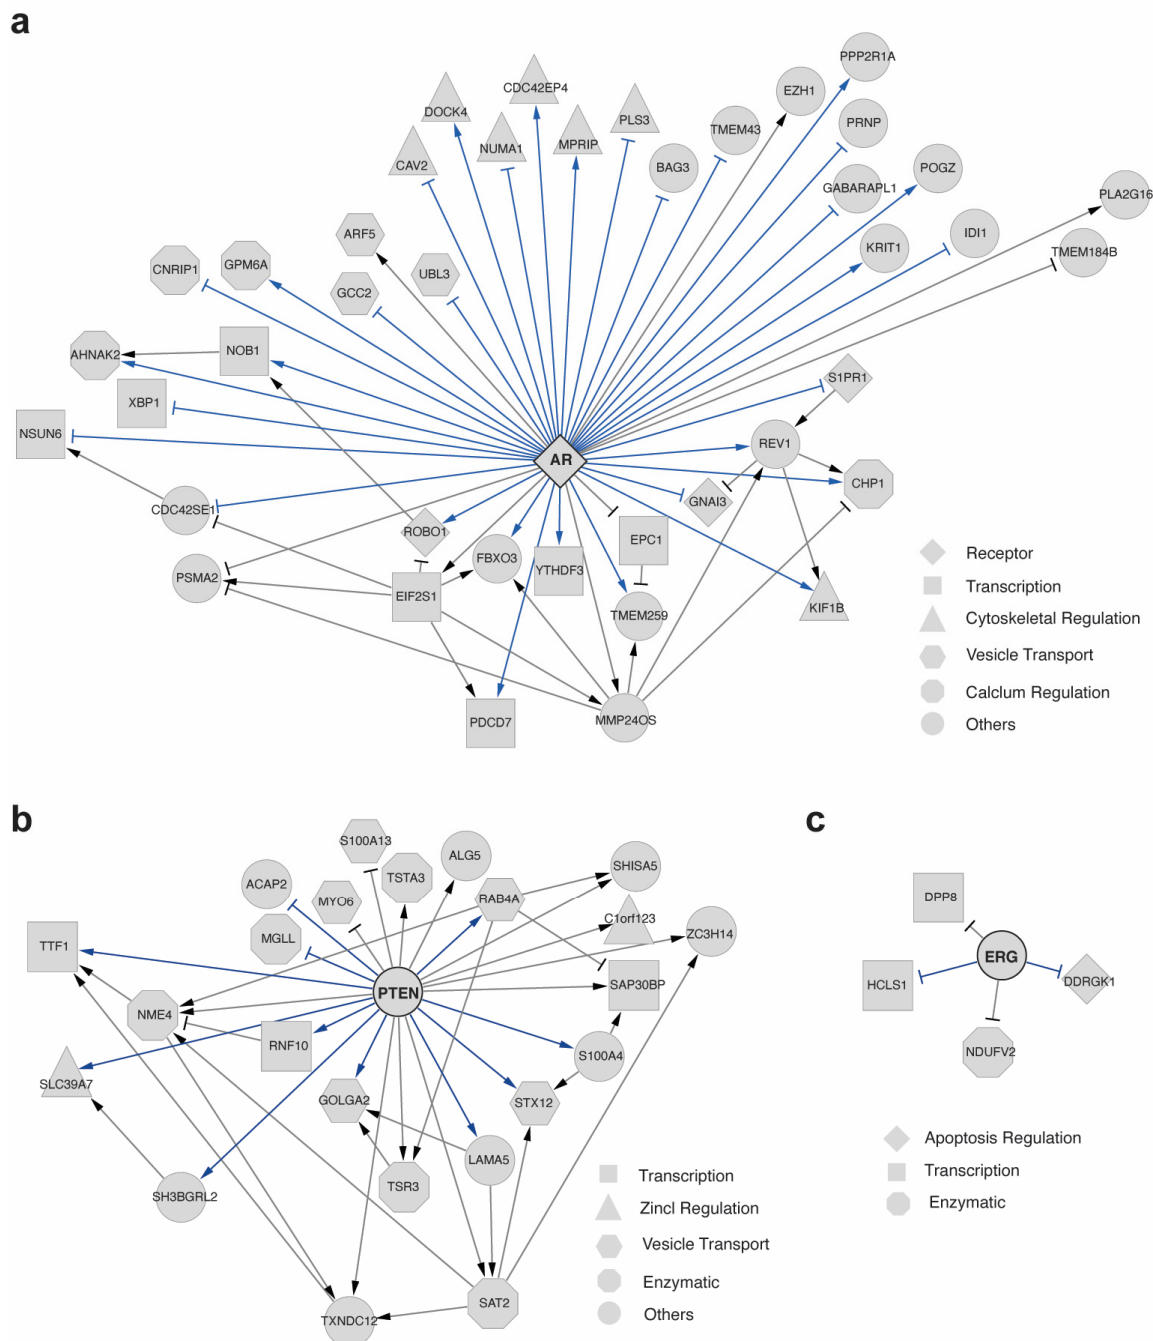 a
PPP2R1A
CDC42EP4
EZH1
DOCK4
PLS3
PRNP
TMEM43
NUMA1
MPRIP
CAV2
BAG3
POGZ
GABARAPL1
PLA2G16
ARF5
IDI1
KRIT1
TMEM184B
CNRIP1
GPM6A
UBL3
GCC2
AHNAK2
NOB1
S1PR1
XBP1
NSUN6
REV1
AR
CHP1
GNAI3
CDC42SE1
ROBO1
EPC1
FBXO3
YTHDF3
PSMA2
EIF2S1
KIF1B
TMEM259
PDCD7
MMP24OS
Receptor
Transcription
Cytoskeletal Regulation
Vesicle Transport
Calclum Regulation
Others
b
S100A13
ALG5
SHISA5
TSTA3
ACAP2
MYO6
RAB4A
C1orf123
ZC3H14
MGLL
TTF1
SAP30BP
PTEN
NME4
RNF10
S100A4
SLC39A7
GOLGA2
STX12
LAMA5
TSR3
SH3BGRL2
SAT2
TXNDC12
Transcription
Zincl Regulation
Vesicle Transport
Enzymatic
Others
c
DPP8
ERG
HCLS1
DDRGK1
NDUFV2
Apoptosis Regulation
Transcription
Enzymatic